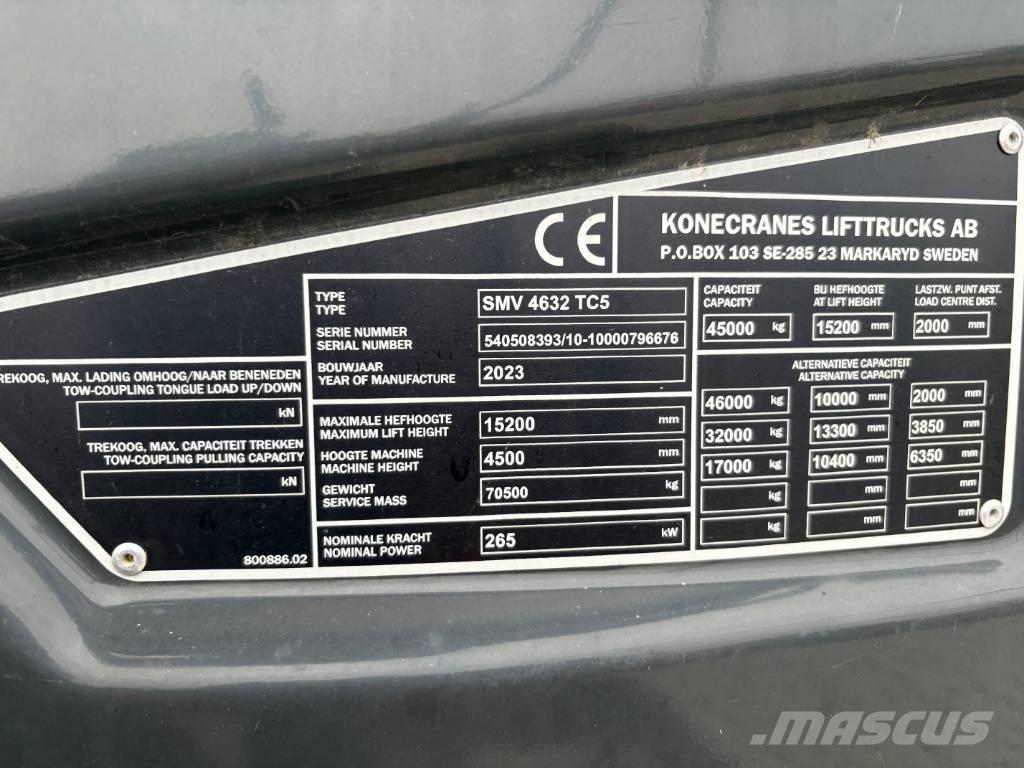 CE
KONECRANES LIFTTRUCKS AB
P.O.BOX 103 SE-285 23 MARKARYD SWEDEN
TYPE
TYPE
SMV 4632 TC5
SERIE NUMMER
SERIAL NUMBER
540508393/10-10000796676
BOUWJAAR
YEAR OF MANUFACTURE
2023
CAPACITEIT
CAPACITY
BIJ HEFHOOGTE
AT LIFT HEIGHT
LASTZW. PUNT AFST.
LOAD CENTRE DIST.
45000 kg 15200 mm 2000 mm
ALTERNATIEVE CAPACITEIT
ALTERNATIVE CAPACITY
46000 kg 10000 mm 2000 mm
32000 kg 13300 mm 3850 mm
17000 kg 10400 mm 6350 mm
kg mm mm
kg mm mm
REKOOG, MAX. LADING OMHOOG/NAAR BENENEDEN
TOW-COUPLING TONGUE LOAD UP/DOWN
kN
TREKOOG, MAX. CAPACITEIT TREKKEN
TOW-COUPLING PULLING CAPACITY
kN
800886.02
MAXIMALE HEFHOOGTE
MAXIMUM LIFT HEIGHT
15200 mm
HOOGTE MACHINE
MACHINE HEIGHT
4500 mm
GEWICHT
SERVICE MASS
70500 kg
NOMINALE KRACHT
NOMINAL POWER
265 kW
MASCUS